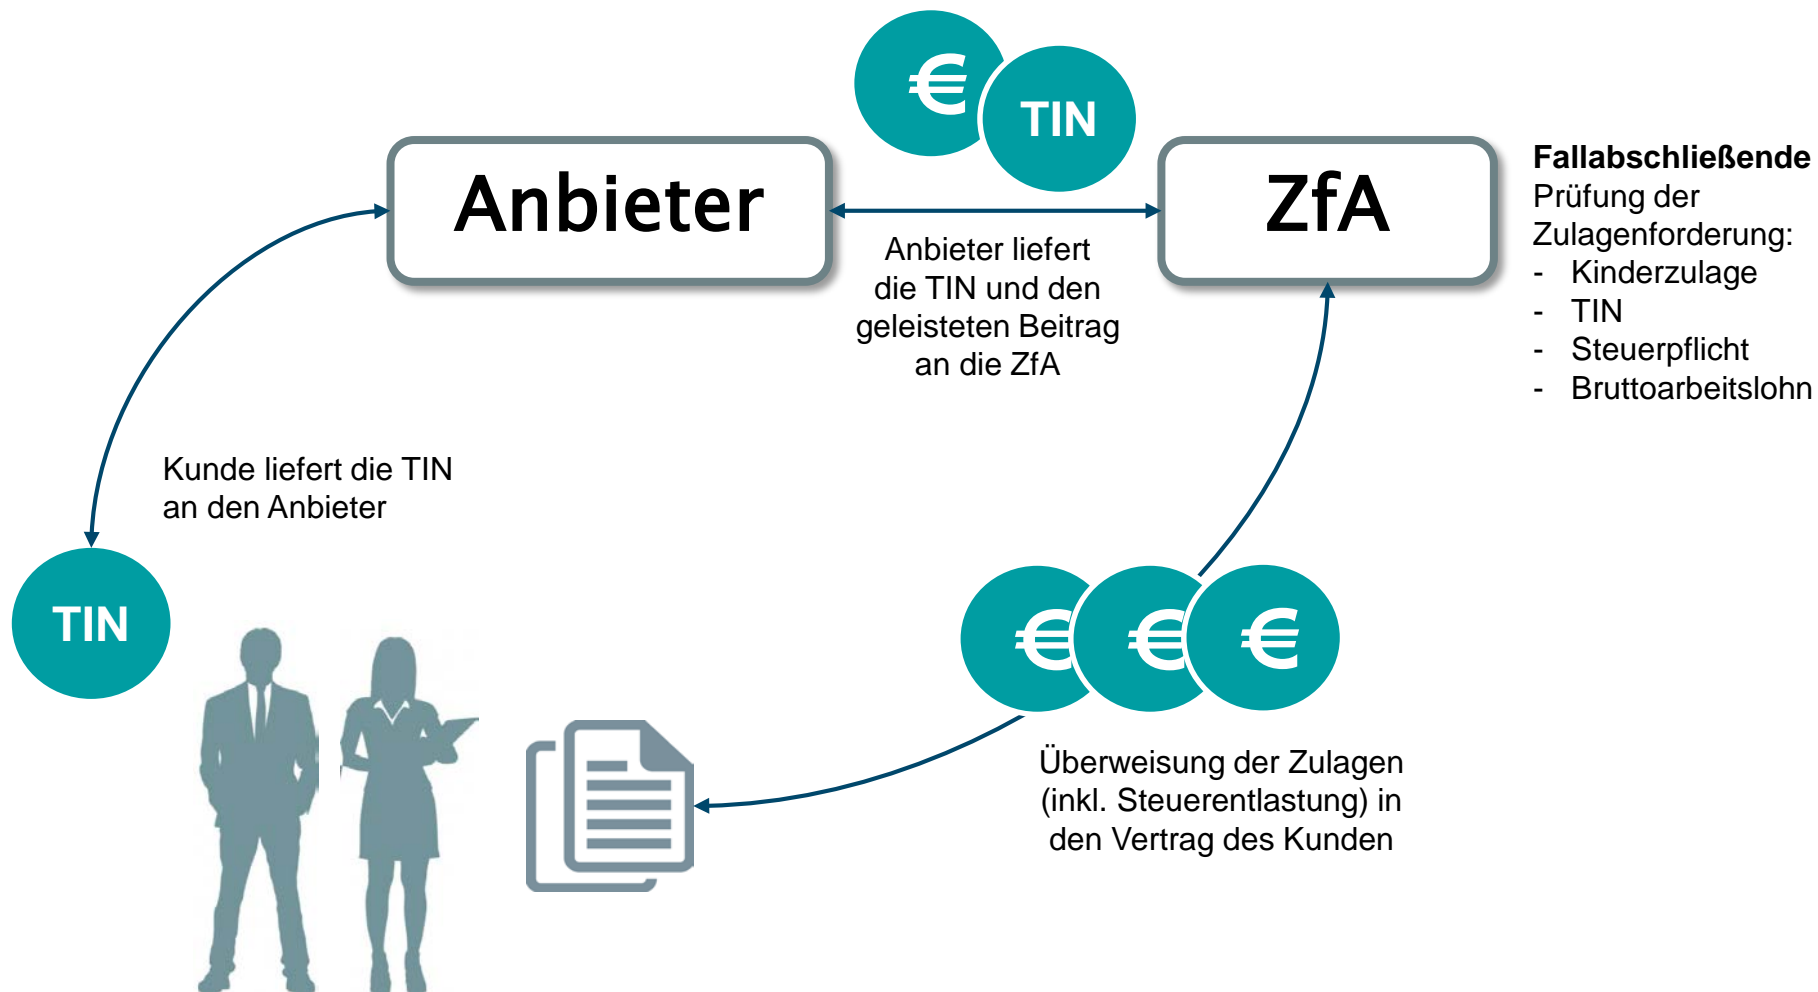 €
TIN
Anbieter
ZfA
Fallabschließende
Prüfung der
Zulagenforderung:
- Kinderzulage
- TIN
- Steuerpflicht
- Bruttoarbeitslohn
Anbieter liefert
die TIN und den
geleisteten Beitrag
an die ZfA
Kunde liefert die TIN
an den Anbieter
TIN
€ € €
Überweisung der Zulagen
(inkl. Steuerentlastung) in
den Vertrag des Kunden